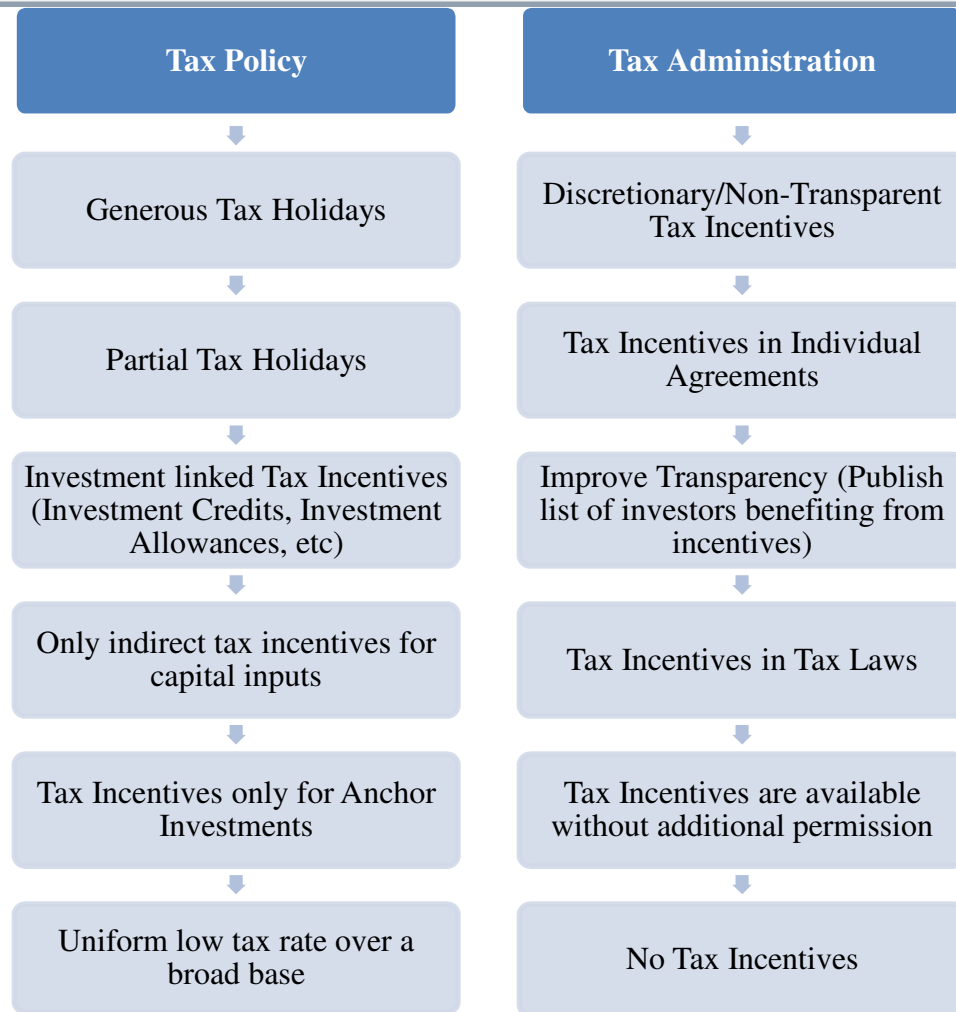 Tax Policy
Generous Tax Holidays
Partial Tax Holidays
Investment linked Tax Incentives
(Investment Credits, Investment
Allowances, etc)
Only indirect tax incentives for
capital inputs
Tax Incentives only for Anchor
Investments
Uniform low tax rate over a
broad base
Tax Administration
Discretionary/Non-Transparent
Tax Incentives
Tax Incentives in Individual
Agreements
Improve Transparency (Publish
list of investors benefiting from
incentives)
Tax Incentives in Tax Laws
Tax Incentives are available
without additional permission
No Tax Incentives